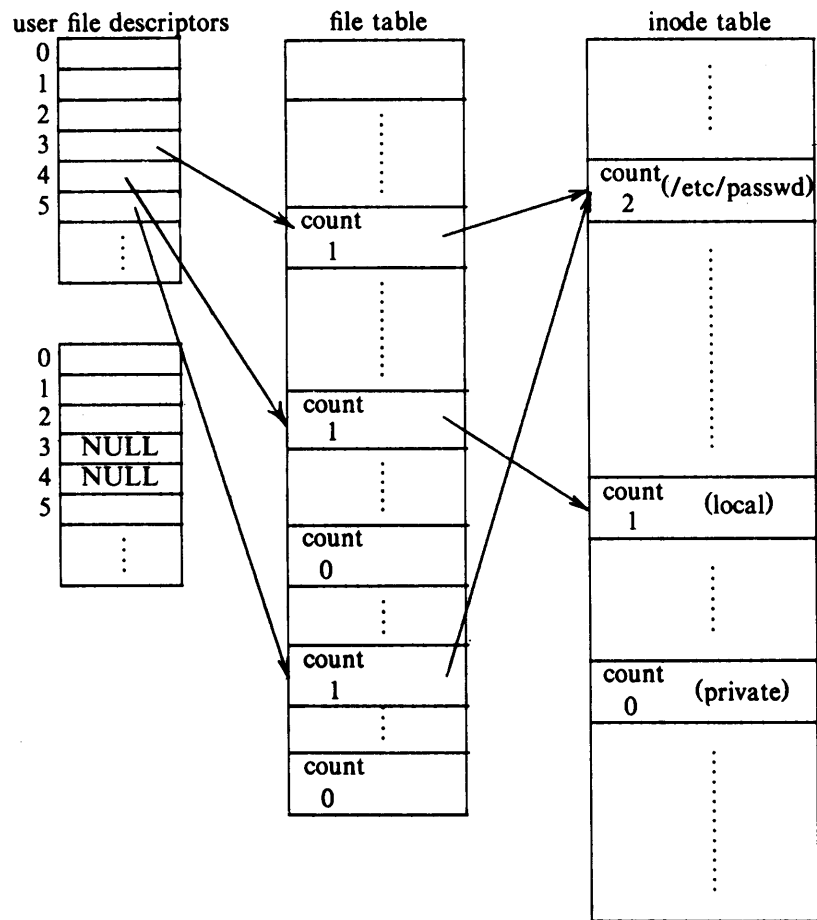 user file descriptors
0
1
2
3
4
5
0
1
2
3 NULL
4 NULL
5
file table
count
1
count
1
count
0
count
1
count
0
inode table
count (/etc/passwd)
2
count (local)
1
count (private)
0